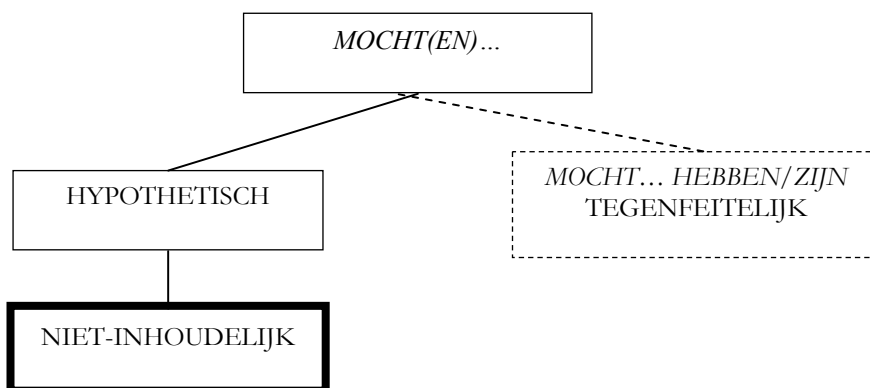 MOCHT(EN)…
HYPOTHETISCH
MOCHT… HEBBEN/ZIJN
TEGENFEITELIJK
NIET-INHOUDELIJK